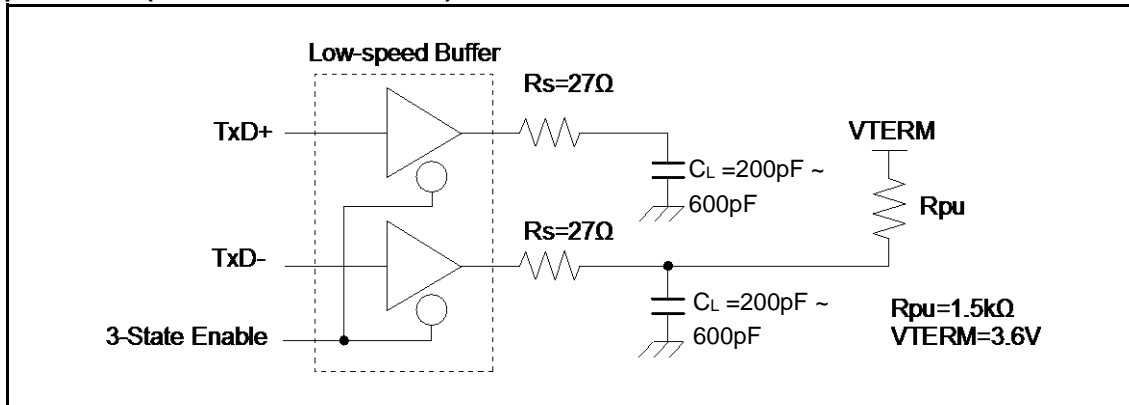 Low-speed Buffer
Rs=27Ω
TxD+
VTERM
CL =200pF ~
600pF
Rpu
Rs=27Ω
TxD-
CL =200pF ~
600pF
Rpu=1.5kΩ
VTERM=3.6V
3-State Enable